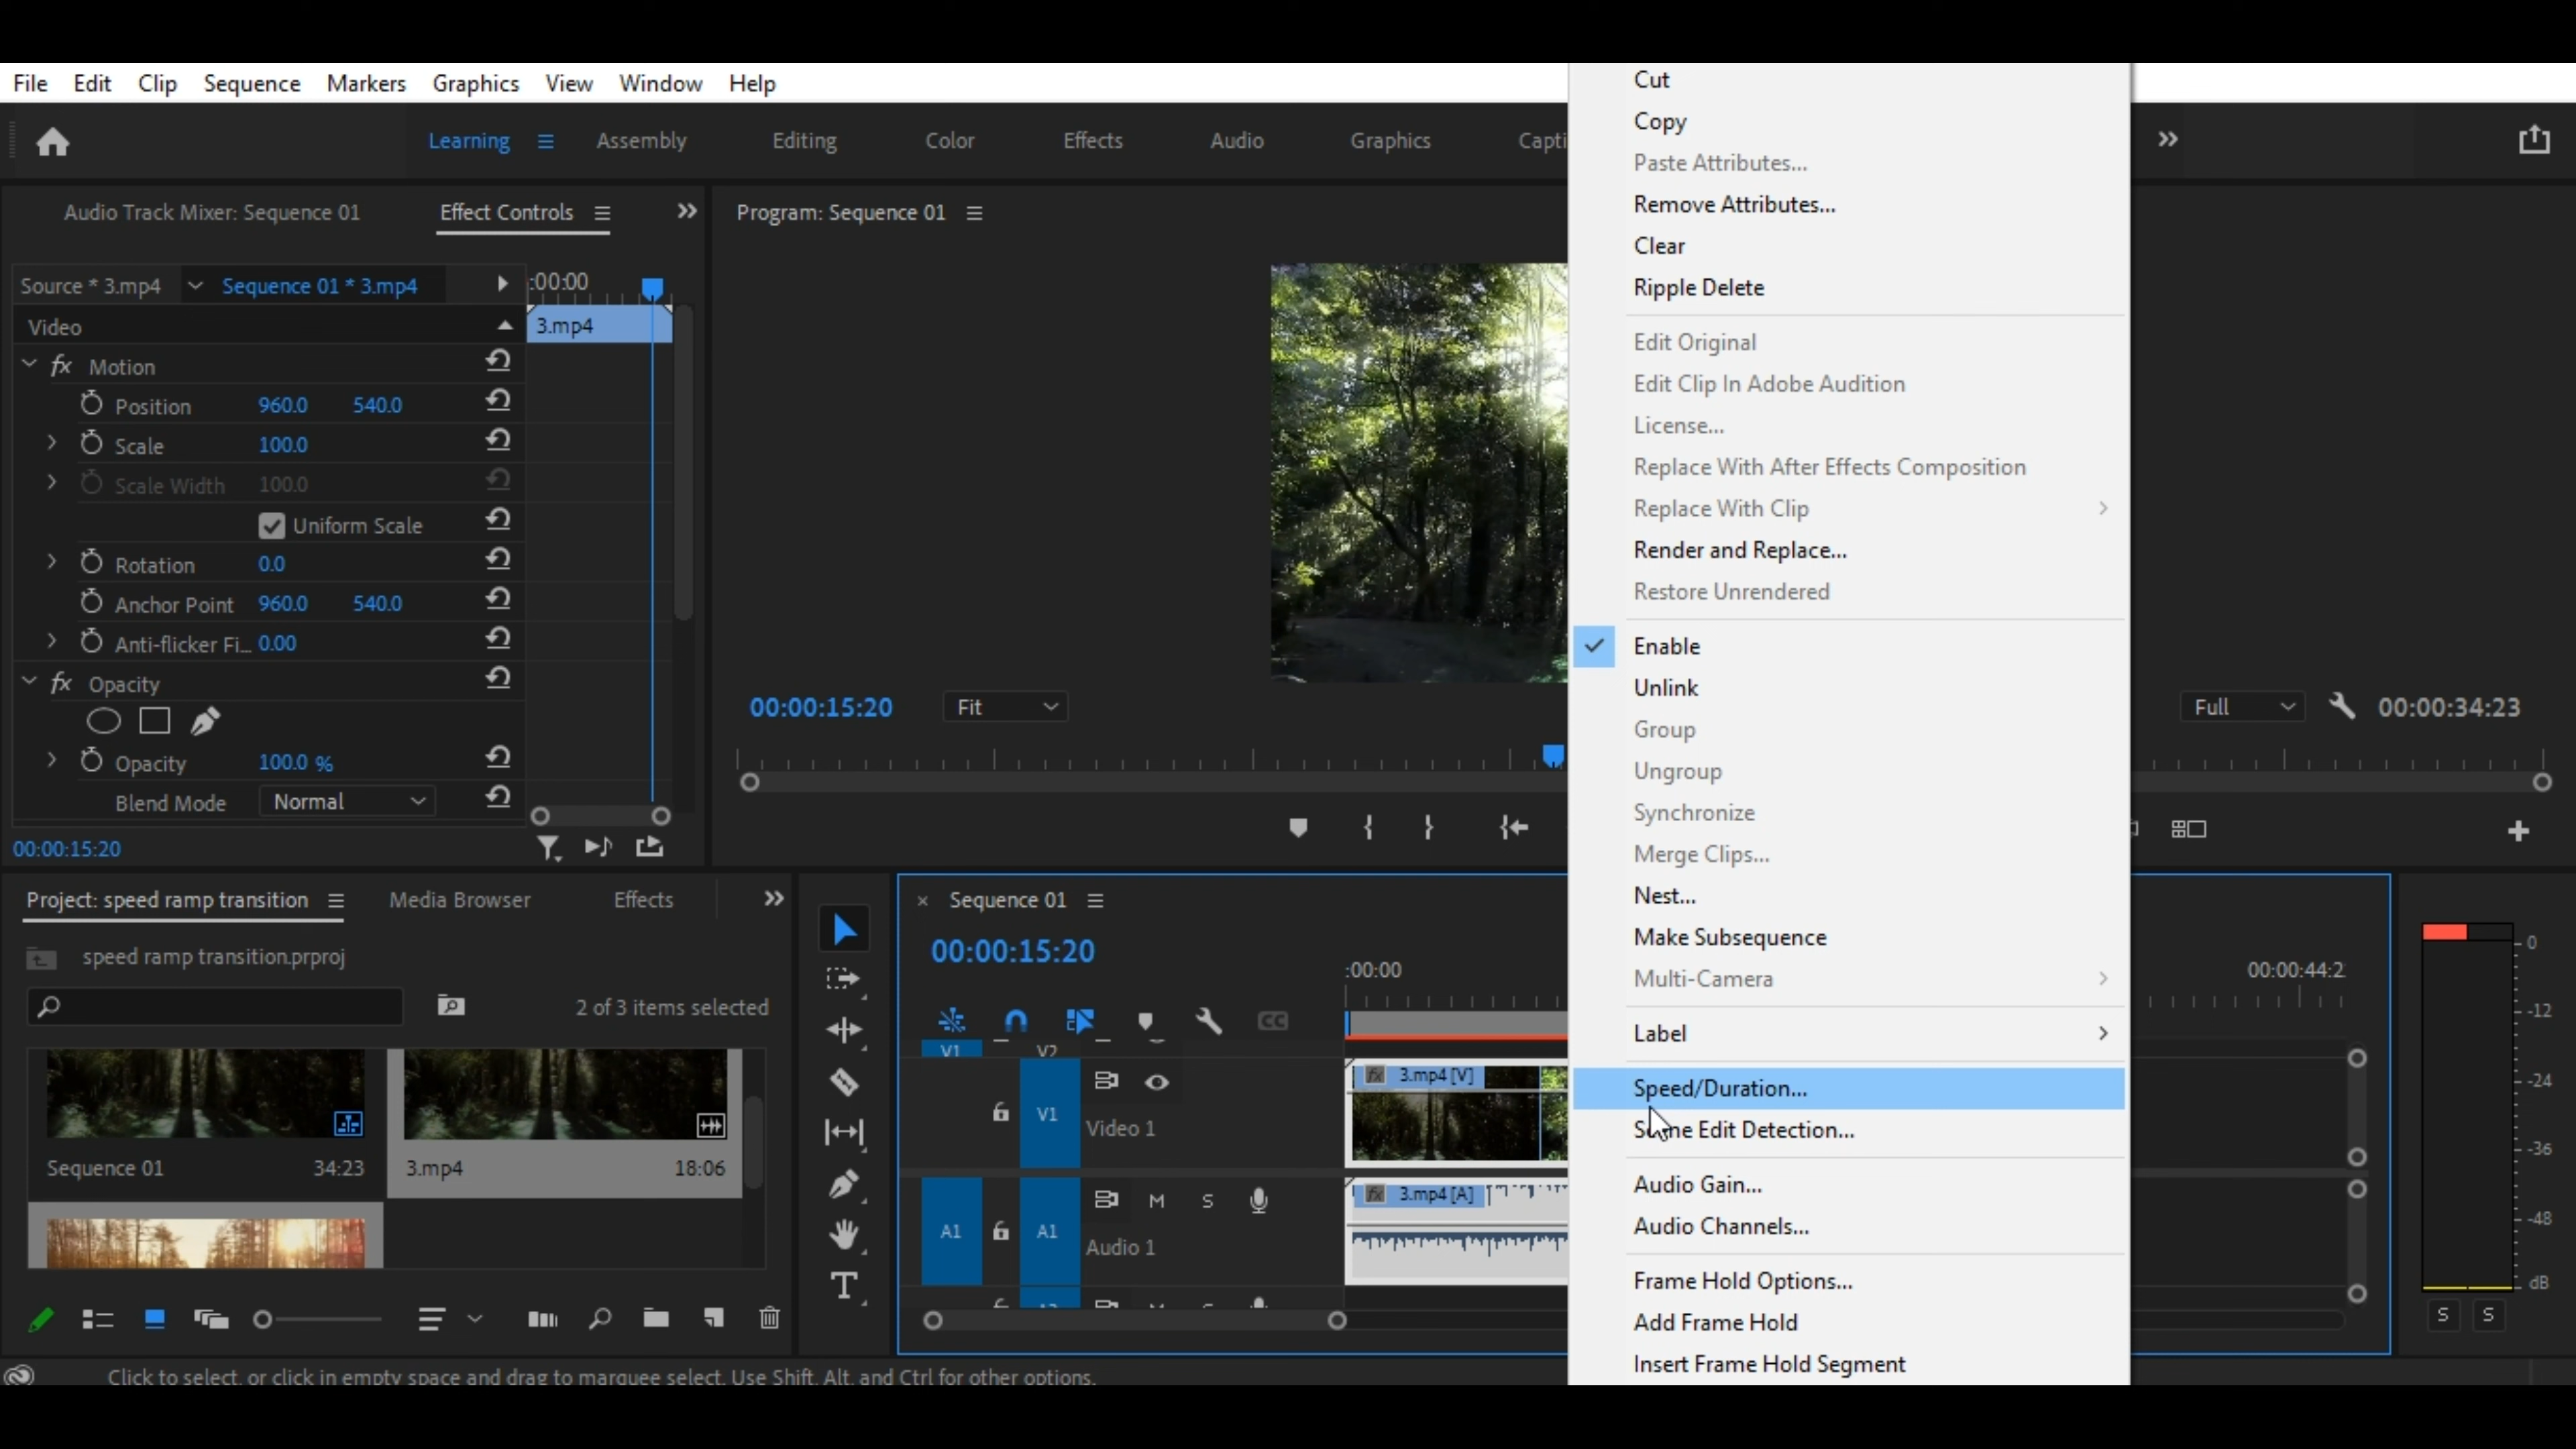 File Edit Clip Sequence Markers Graphics View Window Help
Learning Assembly Editing Color Effects Audio Graphics Capti
Audio Track Mixer: Sequence 01 Effect Controls
Program: Sequence 01
Source * 3.mp4 Sequence 01 * 3.mp4 :00:00
Video 3.mp4
fx Motion
Position 960.0 540.0
Scale 100.0
Scale Width 100.0
Uniform Scale
Rotation 0.0
Anchor Point 960.0 540.0
Anti-flicker Fi... 0.00
fx Opacity
Opacity 100.0 %
Blend Mode Normal
00:00:15:20
00:00:15:20 Fit
Full 00:00:34:23
Cut
Copy
Paste Attributes...
Remove Attributes...
Clear
Ripple Delete
Edit Original
Edit Clip In Adobe Audition
License...
Replace With After Effects Composition
Replace With Clip
Render and Replace...
Restore Unrendered
Enable
Unlink
Group
Ungroup
Synchronize
Merge Clips...
Nest...
Make Subsequence
Multi-Camera
Label
Speed/Duration...
Edit Detection...
Audio Gain...
Audio Channels...
Frame Hold Options...
Add Frame Hold
Insert Frame Hold Segment
Project: speed ramp transition Media Browser Effects
speed ramp transition.prproj
2 of 3 items selected
Sequence 01 34:23 3.mp4 18:06
× Sequence 01
00:00:15:20
:00:00 00:00:44:2
CC
V1 V2
fx 3.mp4 [V]
V1
Video 1
M S fx 3.mp4 [A]
A1 A1
Audio 1
T
0
-12
-24
-36
-48
dB
S S
Click to select, or click in empty space and drag to marquee select. Use Shift, Alt, and Ctrl for other options.